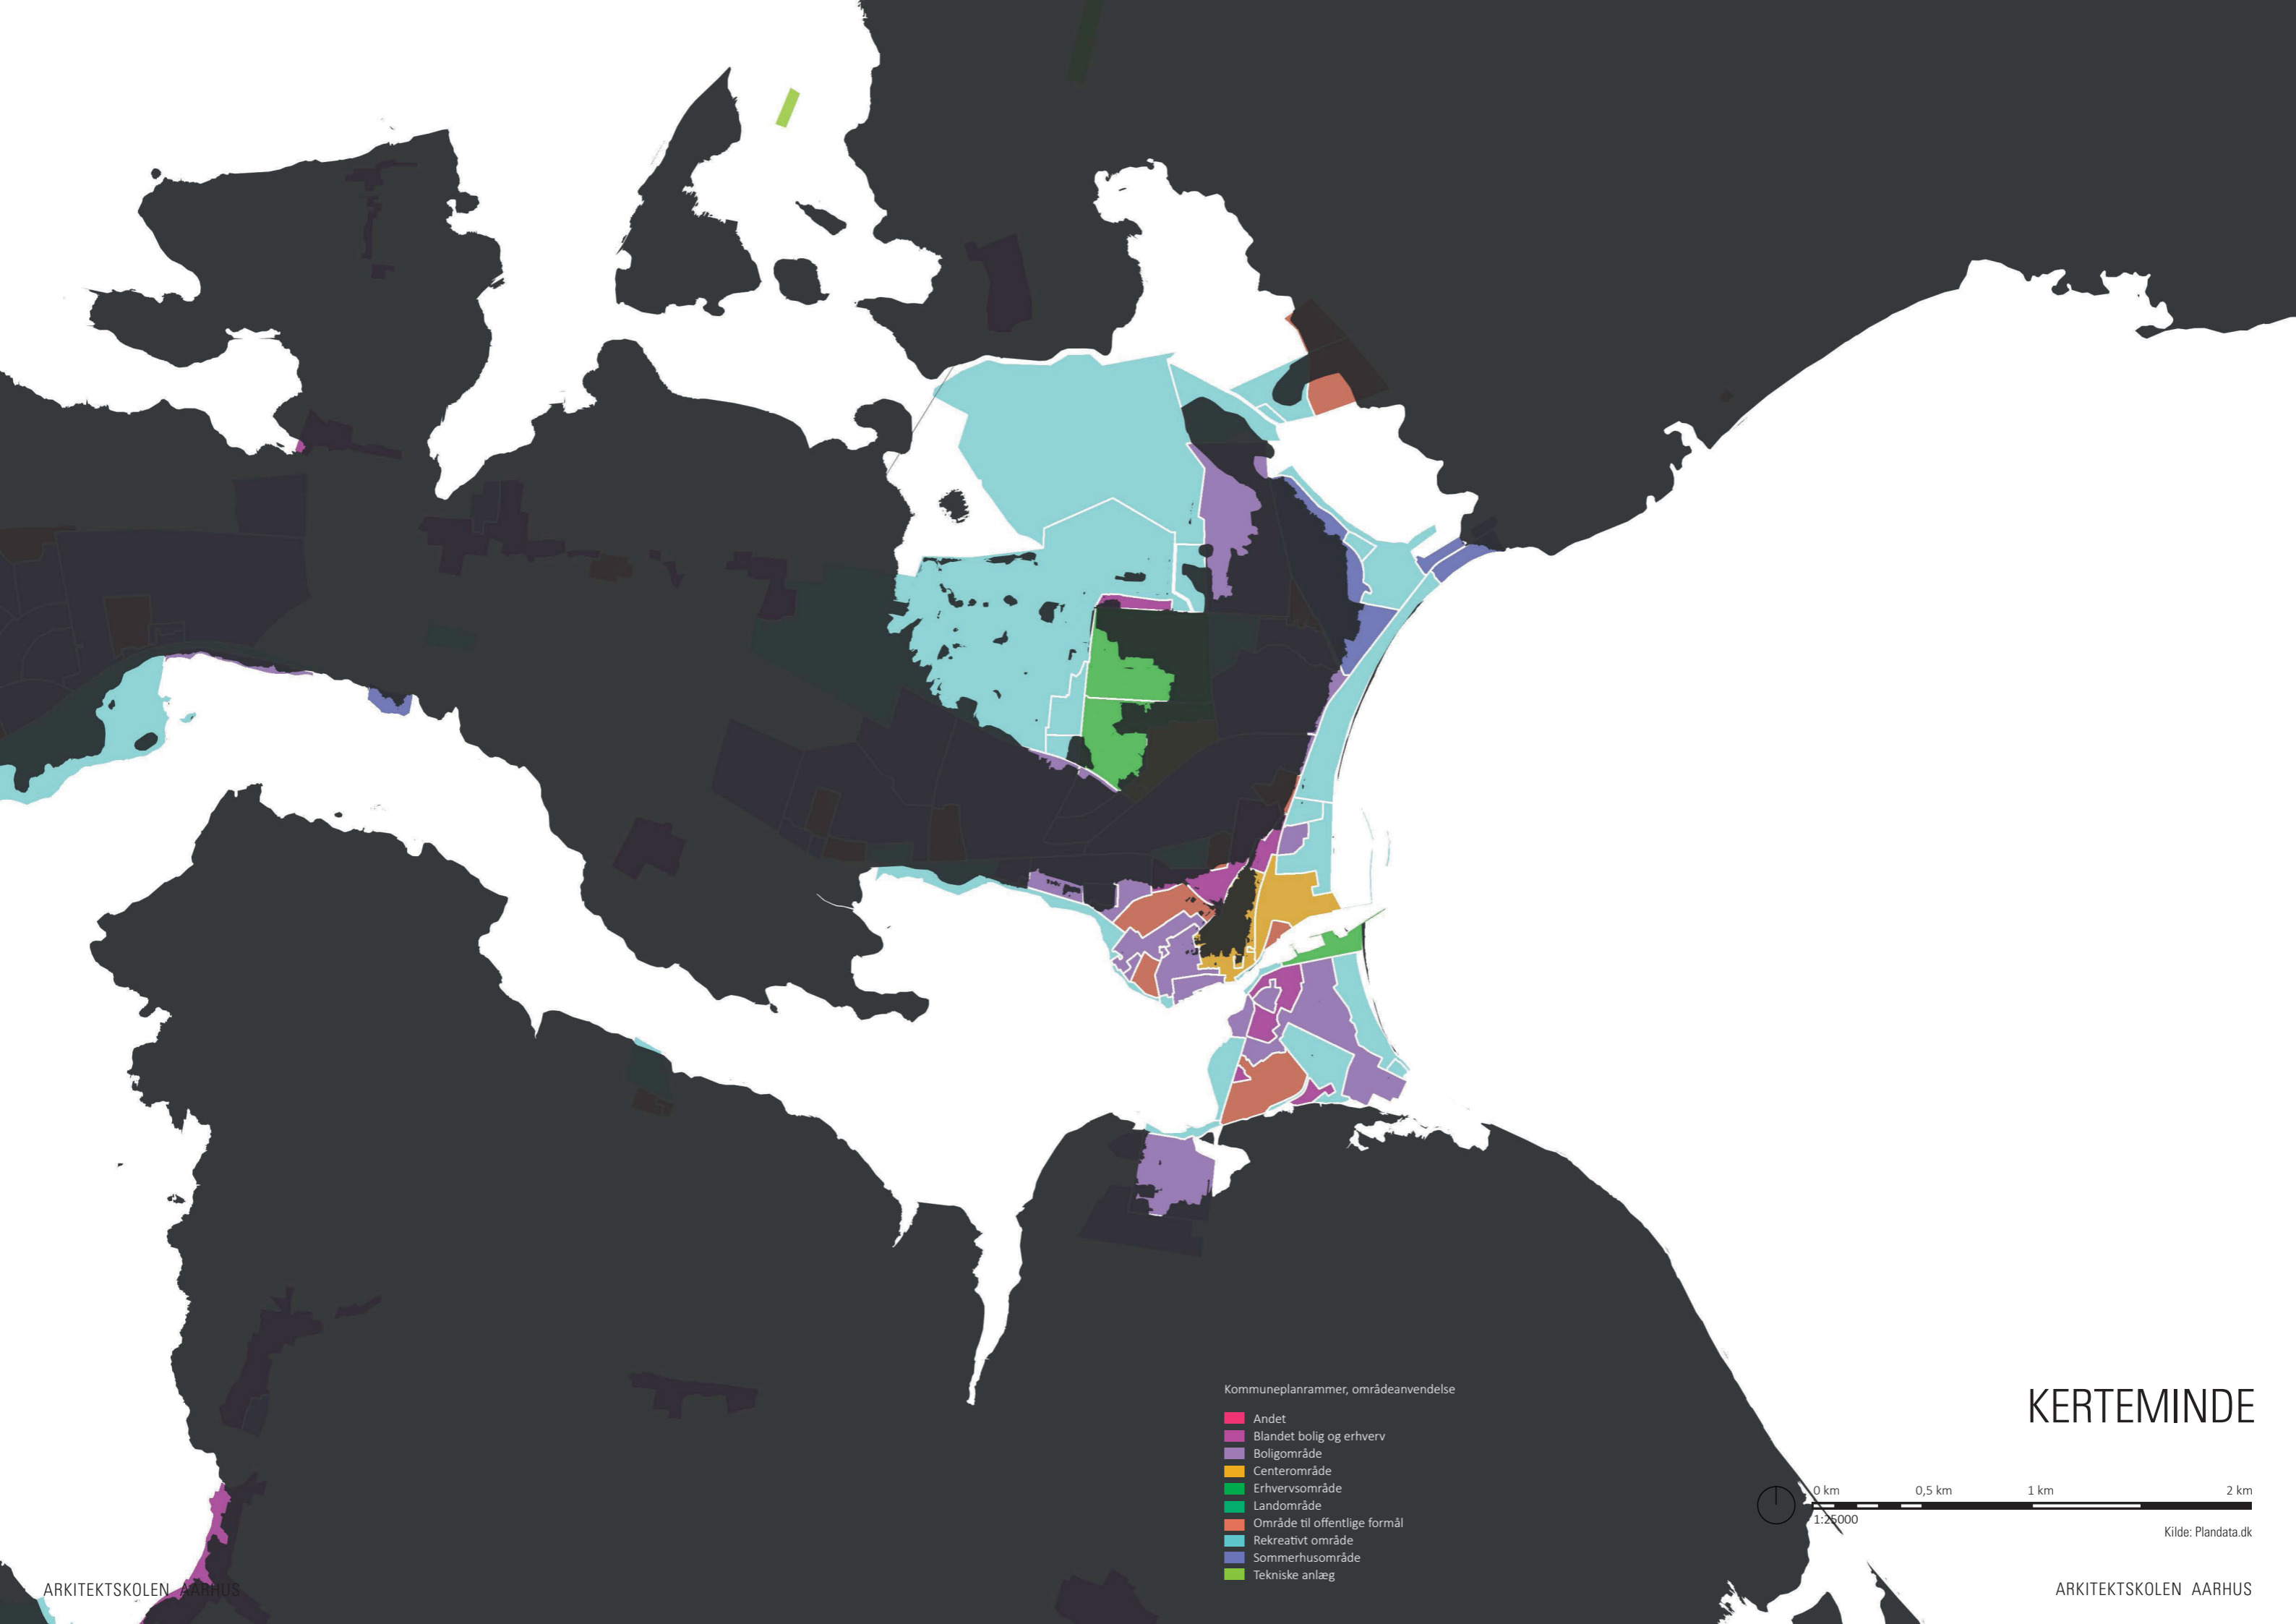 Kommuneplanrammer, områdeanvendelse
Andet
Blandet bolig og erhverv
Boligområde
Centerområde
Erhvervsområde
Landområde
Område til offentlige formål
Rekreativt område
Sommerhusområde
Tekniske anlæg
KERTEMINDE
0 km 0,5 km 1 km 2 km
1:25000
Kilde: Plandata.dk
ARKITEKTSKOLEN AARHUS
ARKITEKTSKOLEN AARHUS